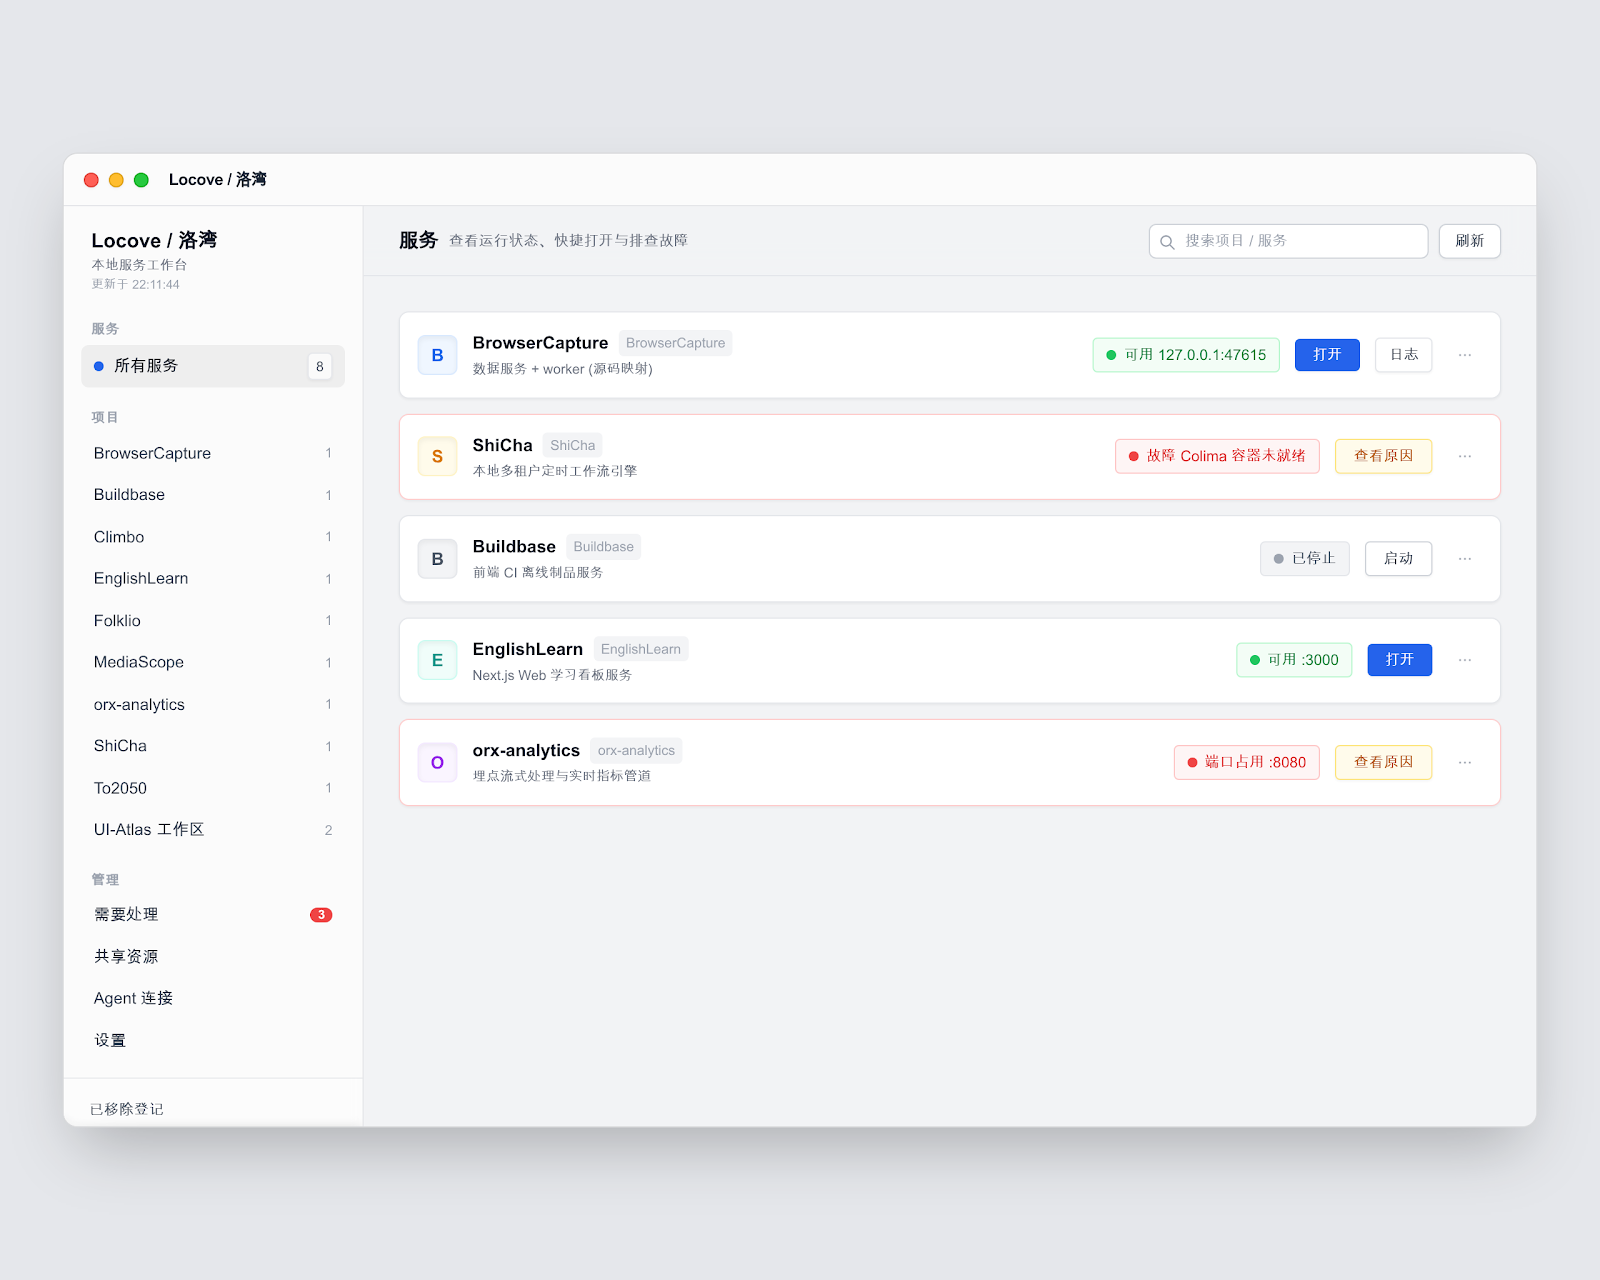 Locove / 洛湾
Locove / 洛湾
本地服务工作台
更新于 22:11:44
服务
所有服务 8
项目
BrowserCapture 1
Buildbase 1
Climbo 1
EnglishLearn 1
Folklio 1
MediaScope 1
orx-analytics 1
ShiCha 1
To2050 1
UI-Atlas 工作区 2
管理
需要处理 3
共享资源
Agent 连接
设置
已移除登记
服务 查看运行状态、快捷打开与排查故障 搜索项目 / 服务 刷新
B BrowserCapture BrowserCapture
数据服务 + worker (源码映射)
可用 127.0.0.1:47615 打开 日志 ···
S ShiCha ShiCha
本地多租户定时工作流引擎
故障 Colima 容器未就绪 查看原因 ···
B Buildbase Buildbase
前端 CI 离线制品服务
已停止 启动 ···
E EnglishLearn EnglishLearn
Next.js Web 学习看板服务
可用 :3000 打开 ···
O orx-analytics orx-analytics
埋点流式处理与实时指标管道
端口占用 :8080 查看原因 ···